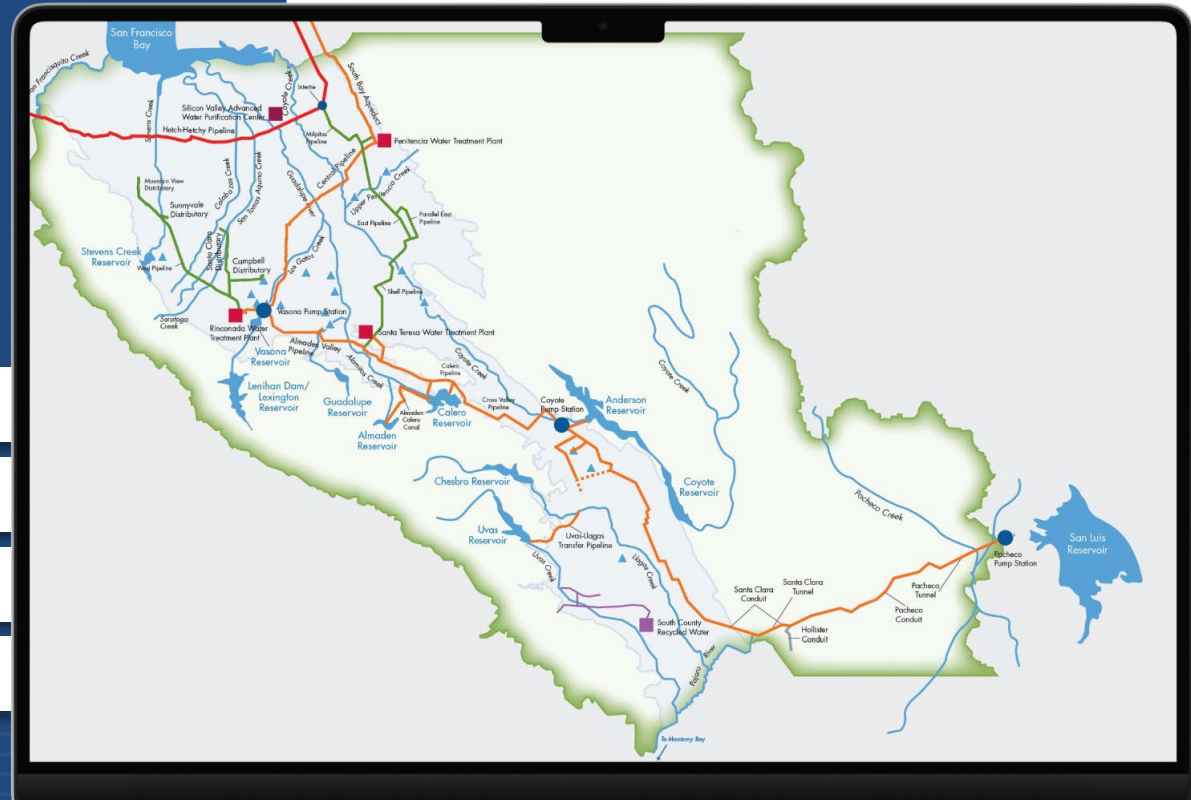 San Francisco
Bay
San Francisquito Creek
Stevens Creek
Silicon Valley Advanced
Water Purification Center
Coyote Creek
Intertie
South Bay Aqueduct
Hetch-Hetchy Pipeline
Milpitas
Pipeline
Penitencia Water Treatment Plant
Mountain View
Distributary
Calabazas Creek
San Tomas Aquino Creek
Guadalupe River
Central Pipeline
Upper Penitencia Creek
Sunnyvale
Distributary
East Pipeline
Parallel East
Pipeline
Stevens Creek
Reservoir
West Pipeline
Santa Clara
Distributary
Campbell
Distributary
Los Gatos Creek
Shell Pipeline
Saratoga
Creek
Rinconada Water
Treatment Plant
Vasona Pump Station
Santa Teresa Water Treatment Plant
Vasona
Reservoir
Almaden Valley
Pipeline
Alamitos Creek
Calero
Pipeline
Coyote Creek
Coyote Creek
Lenihan Dam/
Lexington
Reservoir
Guadalupe
Reservoir
Almaden
Calero
Canal
Calero
Reservoir
Cross Valley
Pipeline
Coyote
Pump Station
Anderson
Reservoir
Almaden
Reservoir
Chesbro Reservoir
Coyote
Reservoir
Pacheco Creek
Uvas
Reservoir
Uvas-Llagas
Transfer Pipeline
San Luis
Reservoir
Pacheco
Pump Station
Uvas Creek
Llagas Creek
Santa Clara
Conduit
Santa Clara
Tunnel
Pacheco
Tunnel
Pacheco
Conduit
South County
Recycled Water
Hollister
Conduit
Pajaro River
To Monterey Bay